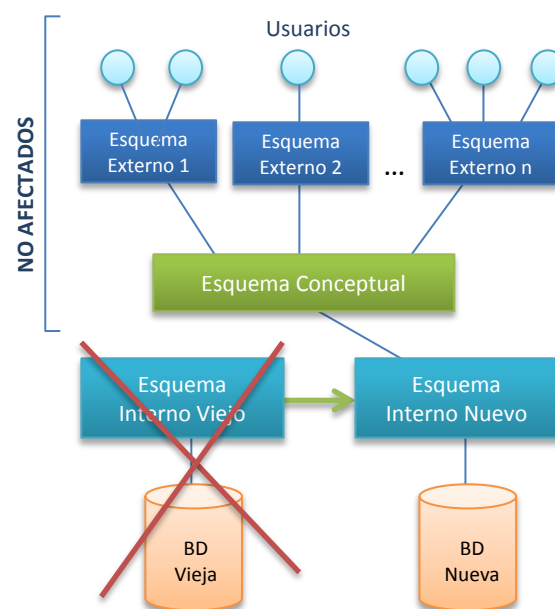 Usuarios
NO AFECTADOS
Esquema
Externo 1
Esquema
Externo 2
...
Esquema
Externo n
Esquema Conceptual
Esquema
Interno Viejo
Esquema
Interno Nuevo
BD
Vieja
BD
Nueva